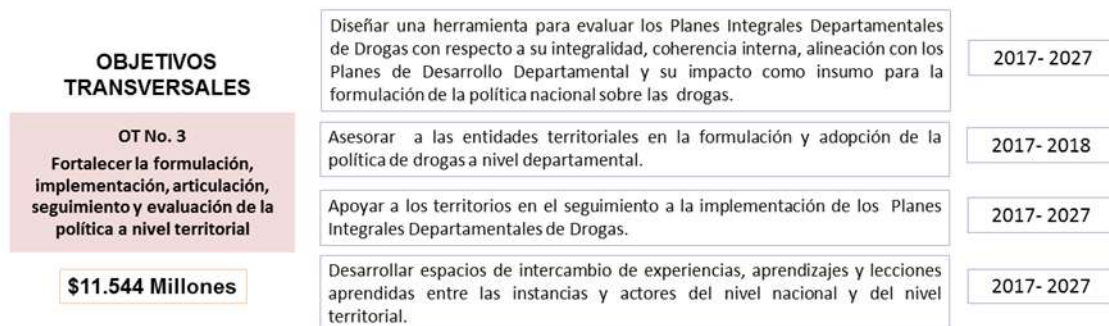 OBJETIVOS
TRANSVERSALES
OT No. 3
Fortalecer la formulación,
implementación, articulación,
seguimiento y evaluación de la
política a nivel territorial
$11.544 Millones
Diseñar una herramienta para evaluar los Planes Integrales Departamentales
de Drogas con respecto a su integralidad, coherencia interna, alineación con los
Planes de Desarrollo Departamental y su impacto como insumo para la
formulación de la política nacional sobre las drogas.
2017- 2027
Asesorar a las entidades territoriales en la formulación y adopción de la
política de drogas a nivel departamental.
2017- 2018
Apoyar a los territorios en el seguimiento a la implementación de los Planes
Integrales Departamentales de Drogas.
2017- 2027
Desarrollar espacios de intercambio de experiencias, aprendizajes y lecciones
aprendidas entre las instancias y actores del nivel nacional y del nivel
territorial.
2017- 2027